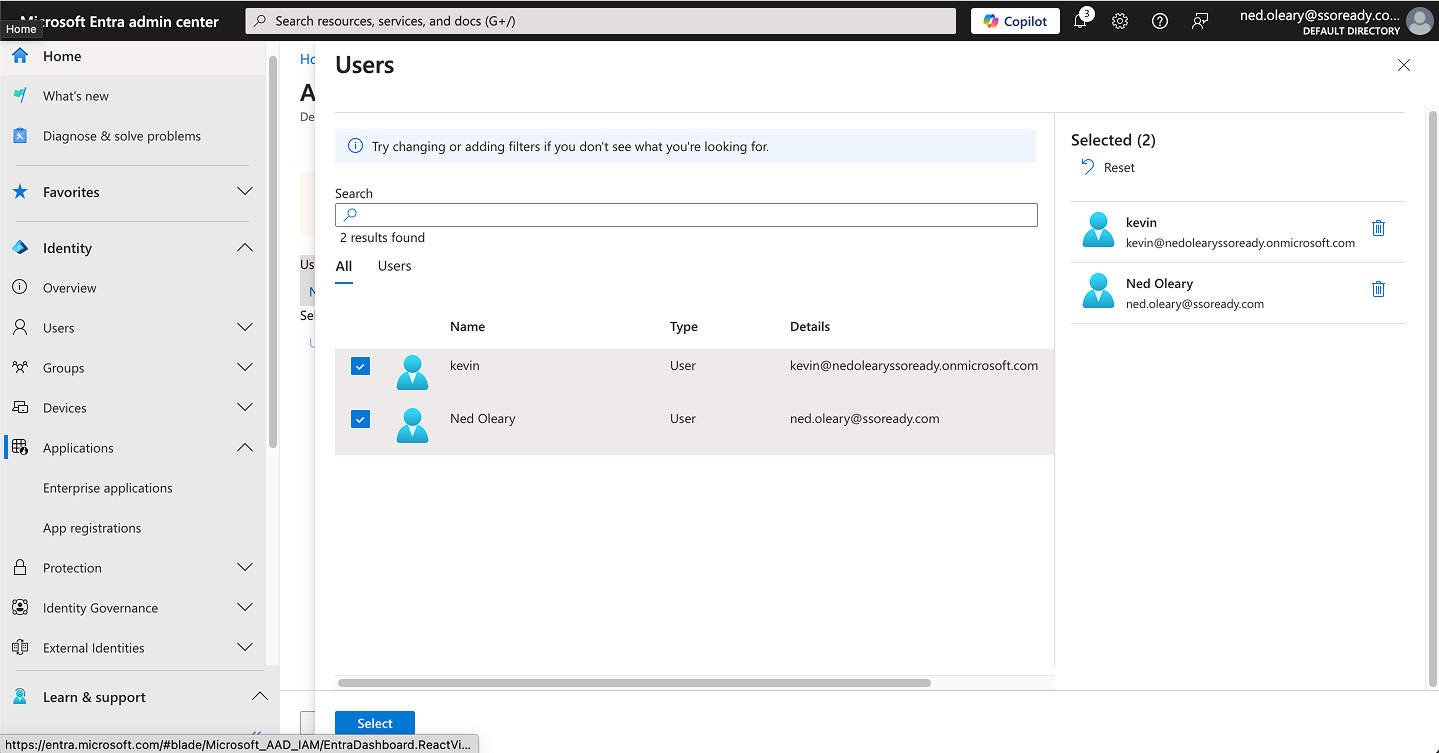 Microsoft Entra admin center
Search resources, services, and docs (G+/)
Copilot
3
ned.oleary@ssoready.co...
DEFAULT DIRECTORY
Home
Home
What's new
Diagnose & solve problems
Favorites
Identity
Overview
Users
Groups
Devices
Applications
Enterprise applications
App registrations
Protection
Identity Governance
External Identities
Learn & support
https://entra.microsoft.com/#blade/Microsoft_AAD_IAM/EntraDashboard.ReactVi...
Users
Try changing or adding filters if you don't see what you're looking for.
Search
2 results found
All Users
Name Type Details
kevin User kevin@nedolearyssoready.onmicrosoft.com
Ned Oleary User ned.oleary@ssoready.com
Select
Selected (2)
Reset
kevin
kevin@nedolearyssoready.onmicrosoft.com
Ned Oleary
ned.oleary@ssoready.com